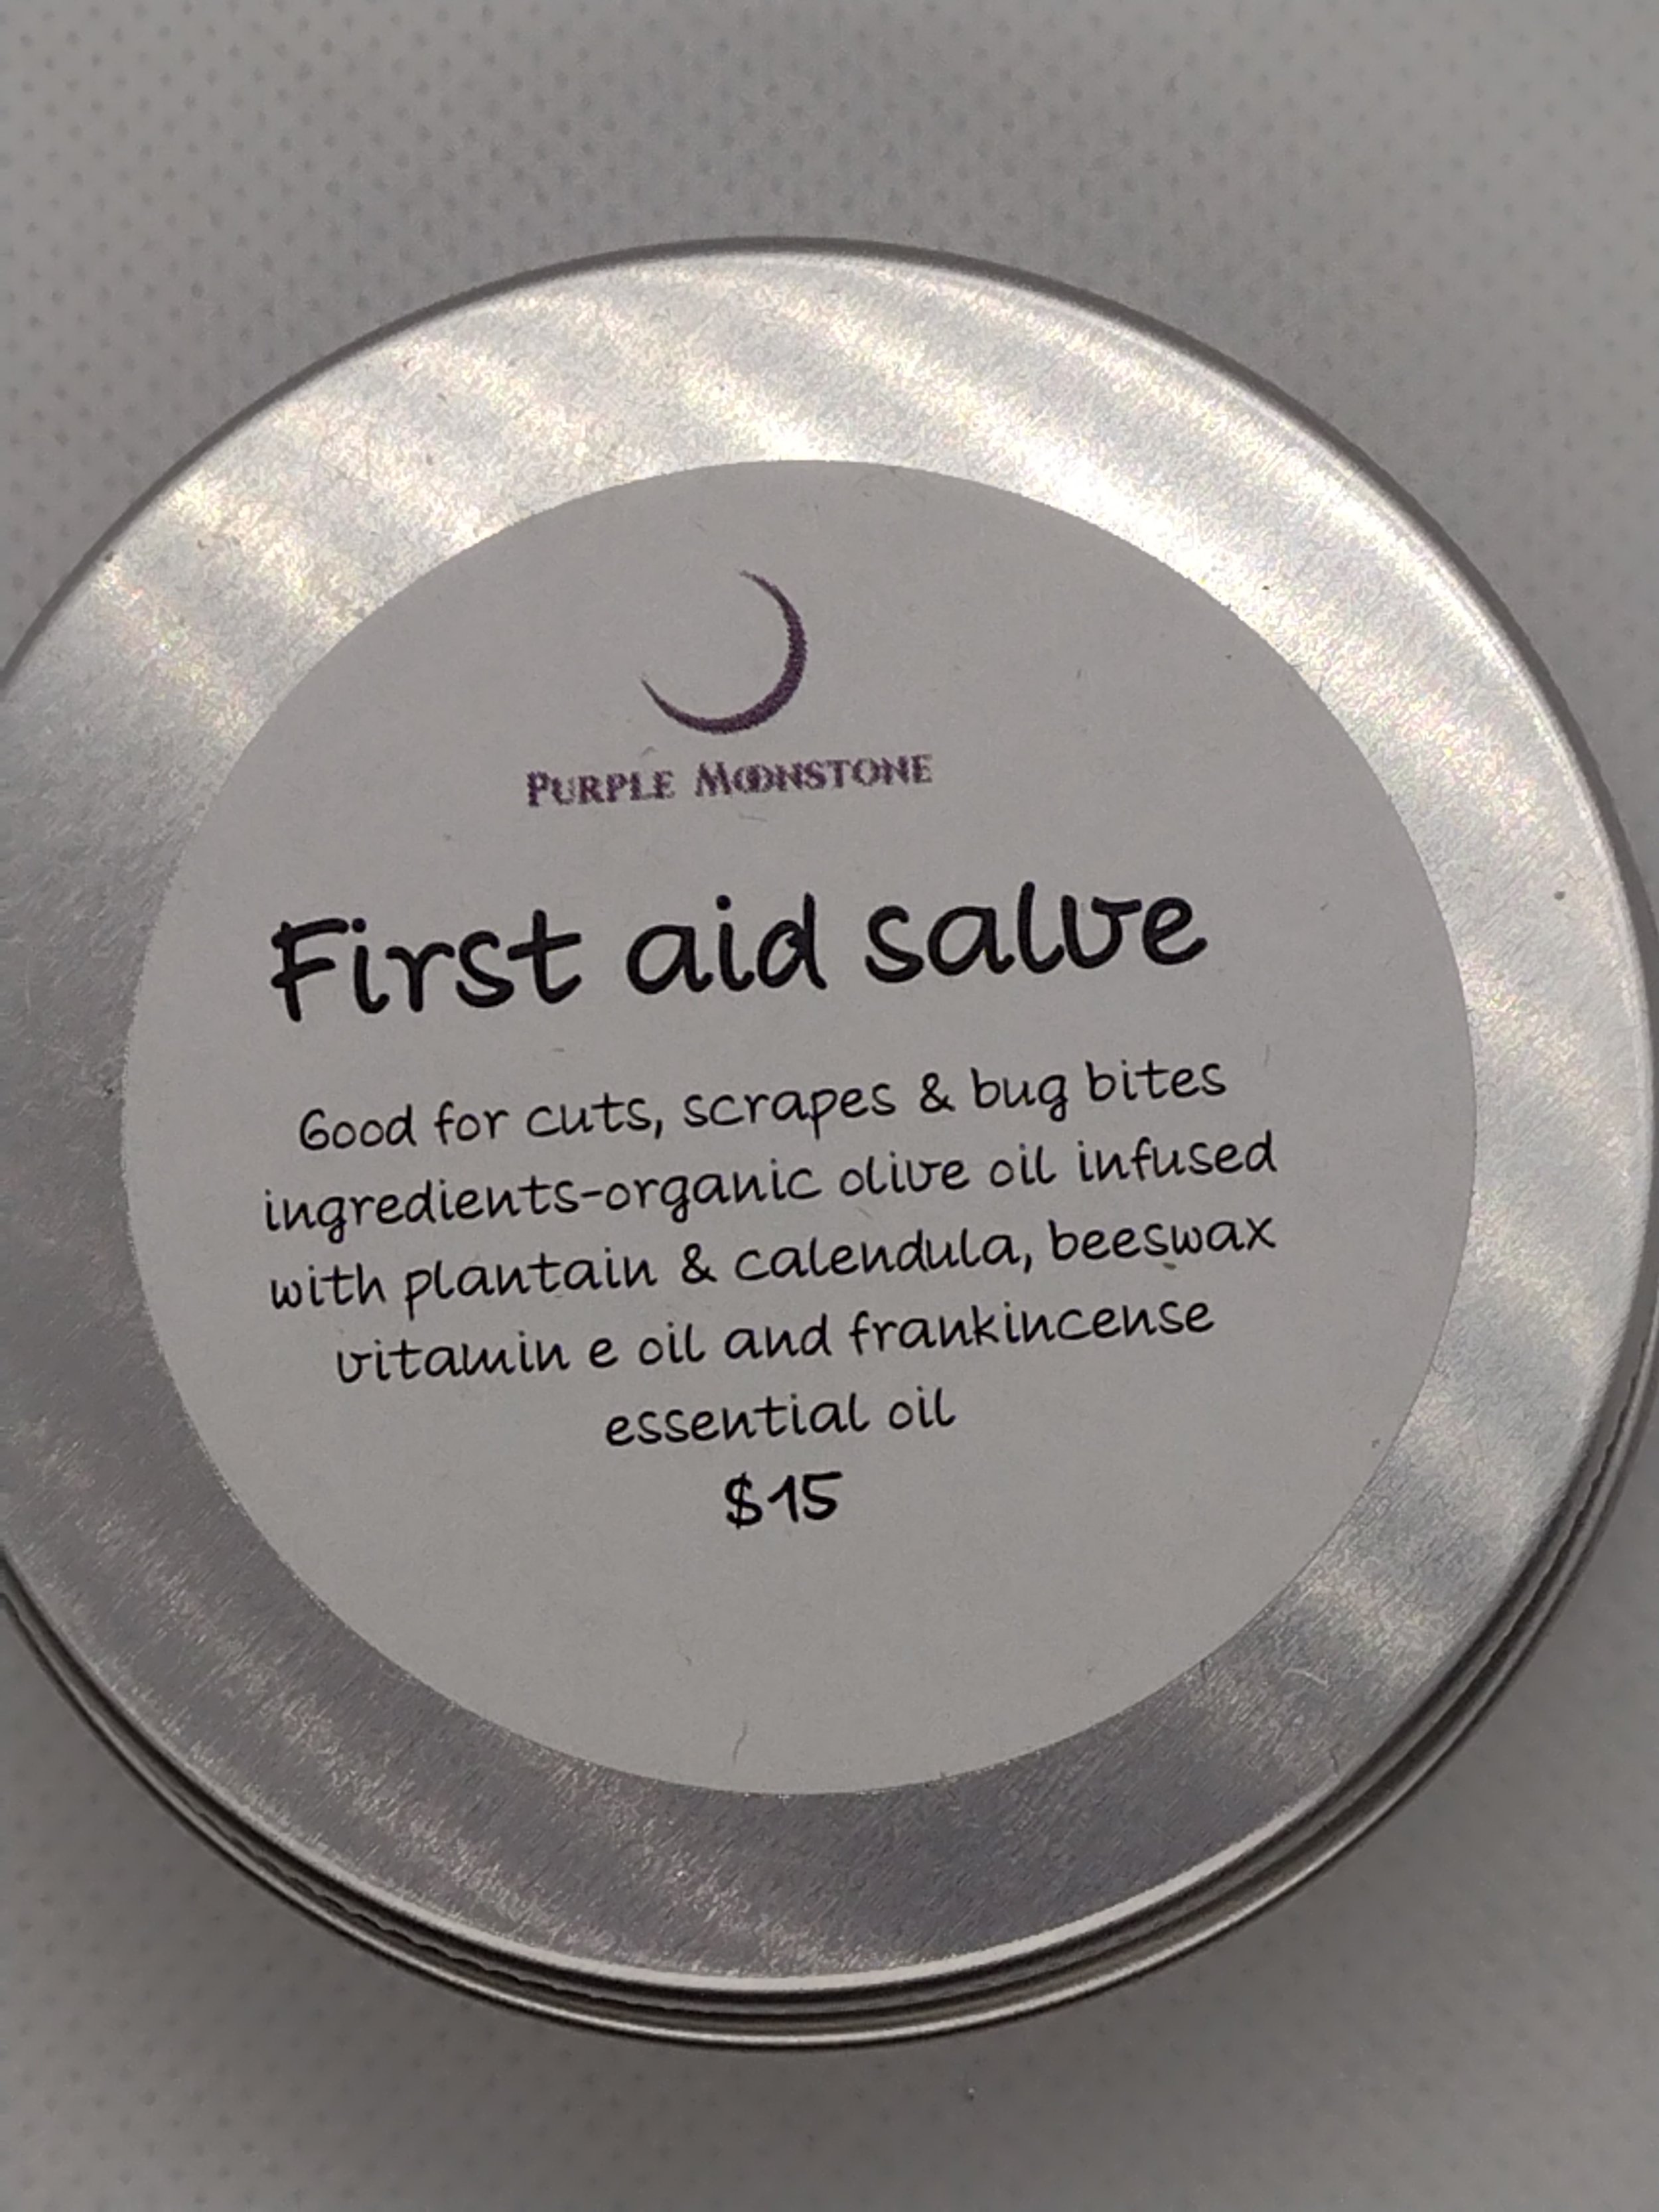 PURPLE MOONSTONE
First aid salve
Good for cuts, scrapes & bug bites
ingredients-organic olive oil infused
with plantain & calendula, beeswax
vitamin e oil and frankincense
essential oil
$15